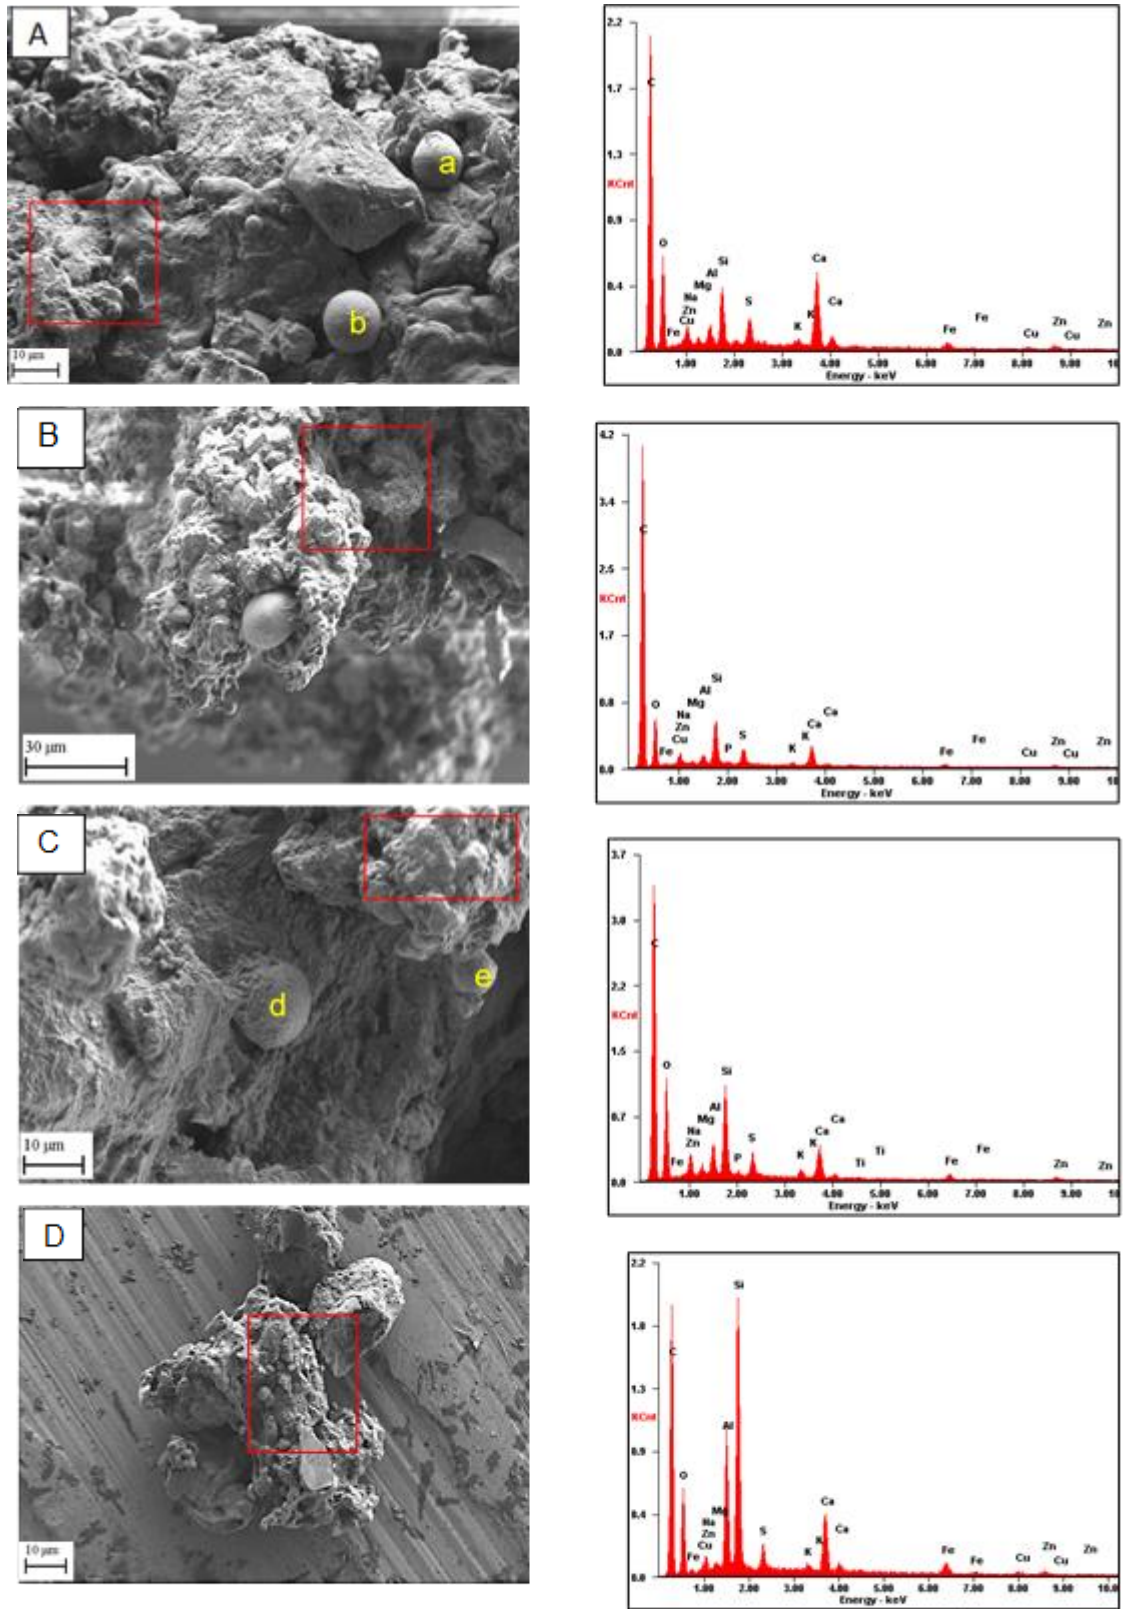 A
a
b
10 µm
2.2
1.7
1.3
KCnt
0.9
0.4
0.0
C
O
Fe
Na
Zn
Cu
Mg
Al
Si
S
K
K
Ca
Ca
Fe
Fe
Cu
Zn
Cu
Zn
1.00 2.00 3.00 4.00 5.00 6.00 7.00 8.00 9.00 10
Energy - keV
B
30 µm
4.2
3.4
2.5
KCnt
1.7
0.8
0.0
C
O
Fe
Na
Zn
Cu
Mg
Al
Si
P
S
K
K
Ca
Ca
Fe
Fe
Cu
Zn
Cu
Zn
1.00 2.00 3.00 4.00 5.00 6.00 7.00 8.00 9.00 10
Energy - keV
C
d
e
10 µm
3.7
3.0
2.2
KCnt
1.5
0.7
0.0
C
O
Fe
Na
Zn
Mg
Al
Si
P
S
K
K
Ca
Ca
Ti
Ti
Fe
Fe
Zn
Zn
1.00 2.00 3.00 4.00 5.00 6.00 7.00 8.00 9.00 10
Energy - keV
D
10 µm
2.2
1.8
1.3
KCnt
0.9
0.4
0.0
C
O
Fe
Na
Zn
Cu
Mg
Al
Si
S
K
K
Ca
Ca
Fe
Fe
Cu
Zn
Cu
Zn
1.00 2.00 3.00 4.00 5.00 6.00 7.00 8.00 9.00 10.0
Energy - keV